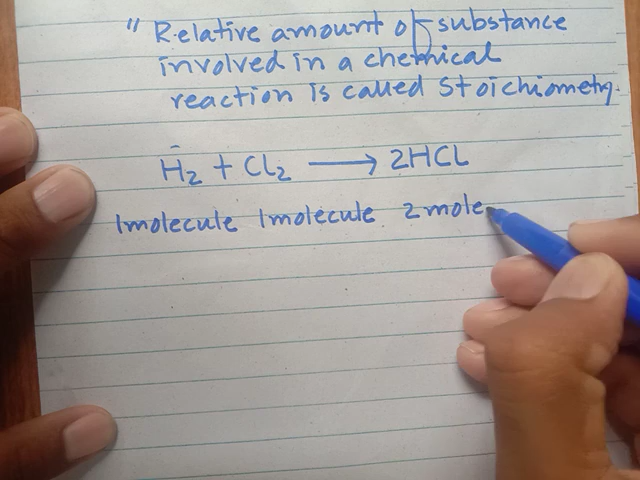 " Relative amount of substance
involved in a chemical
reaction is called Stoichiometry.
H₂ + Cl₂ ⟶ 2HCl
1molecule 1molecule 2mole